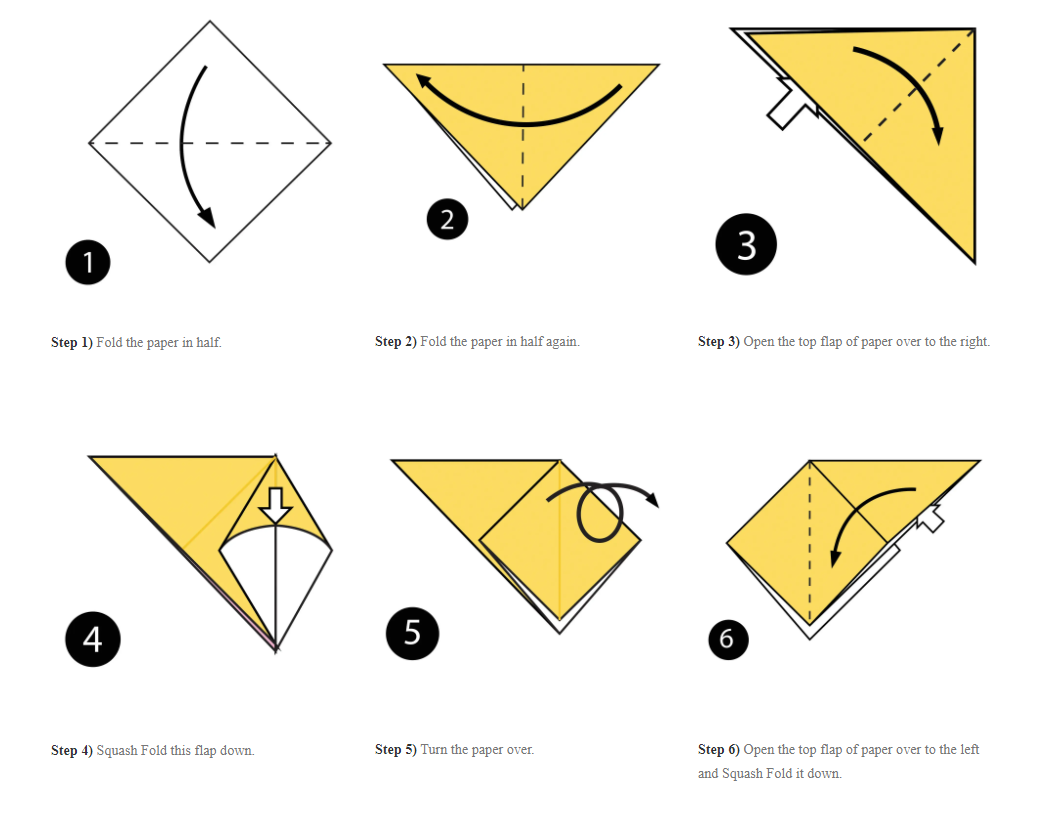 1
2
3
Step 1) Fold the paper in half.
Step 2) Fold the paper in half again.
Step 3) Open the top flap of paper over to the right.
4
5
6
Step 4) Squash Fold this flap down.
Step 5) Turn the paper over.
Step 6) Open the top flap of paper over to the left
and Squash Fold it down.